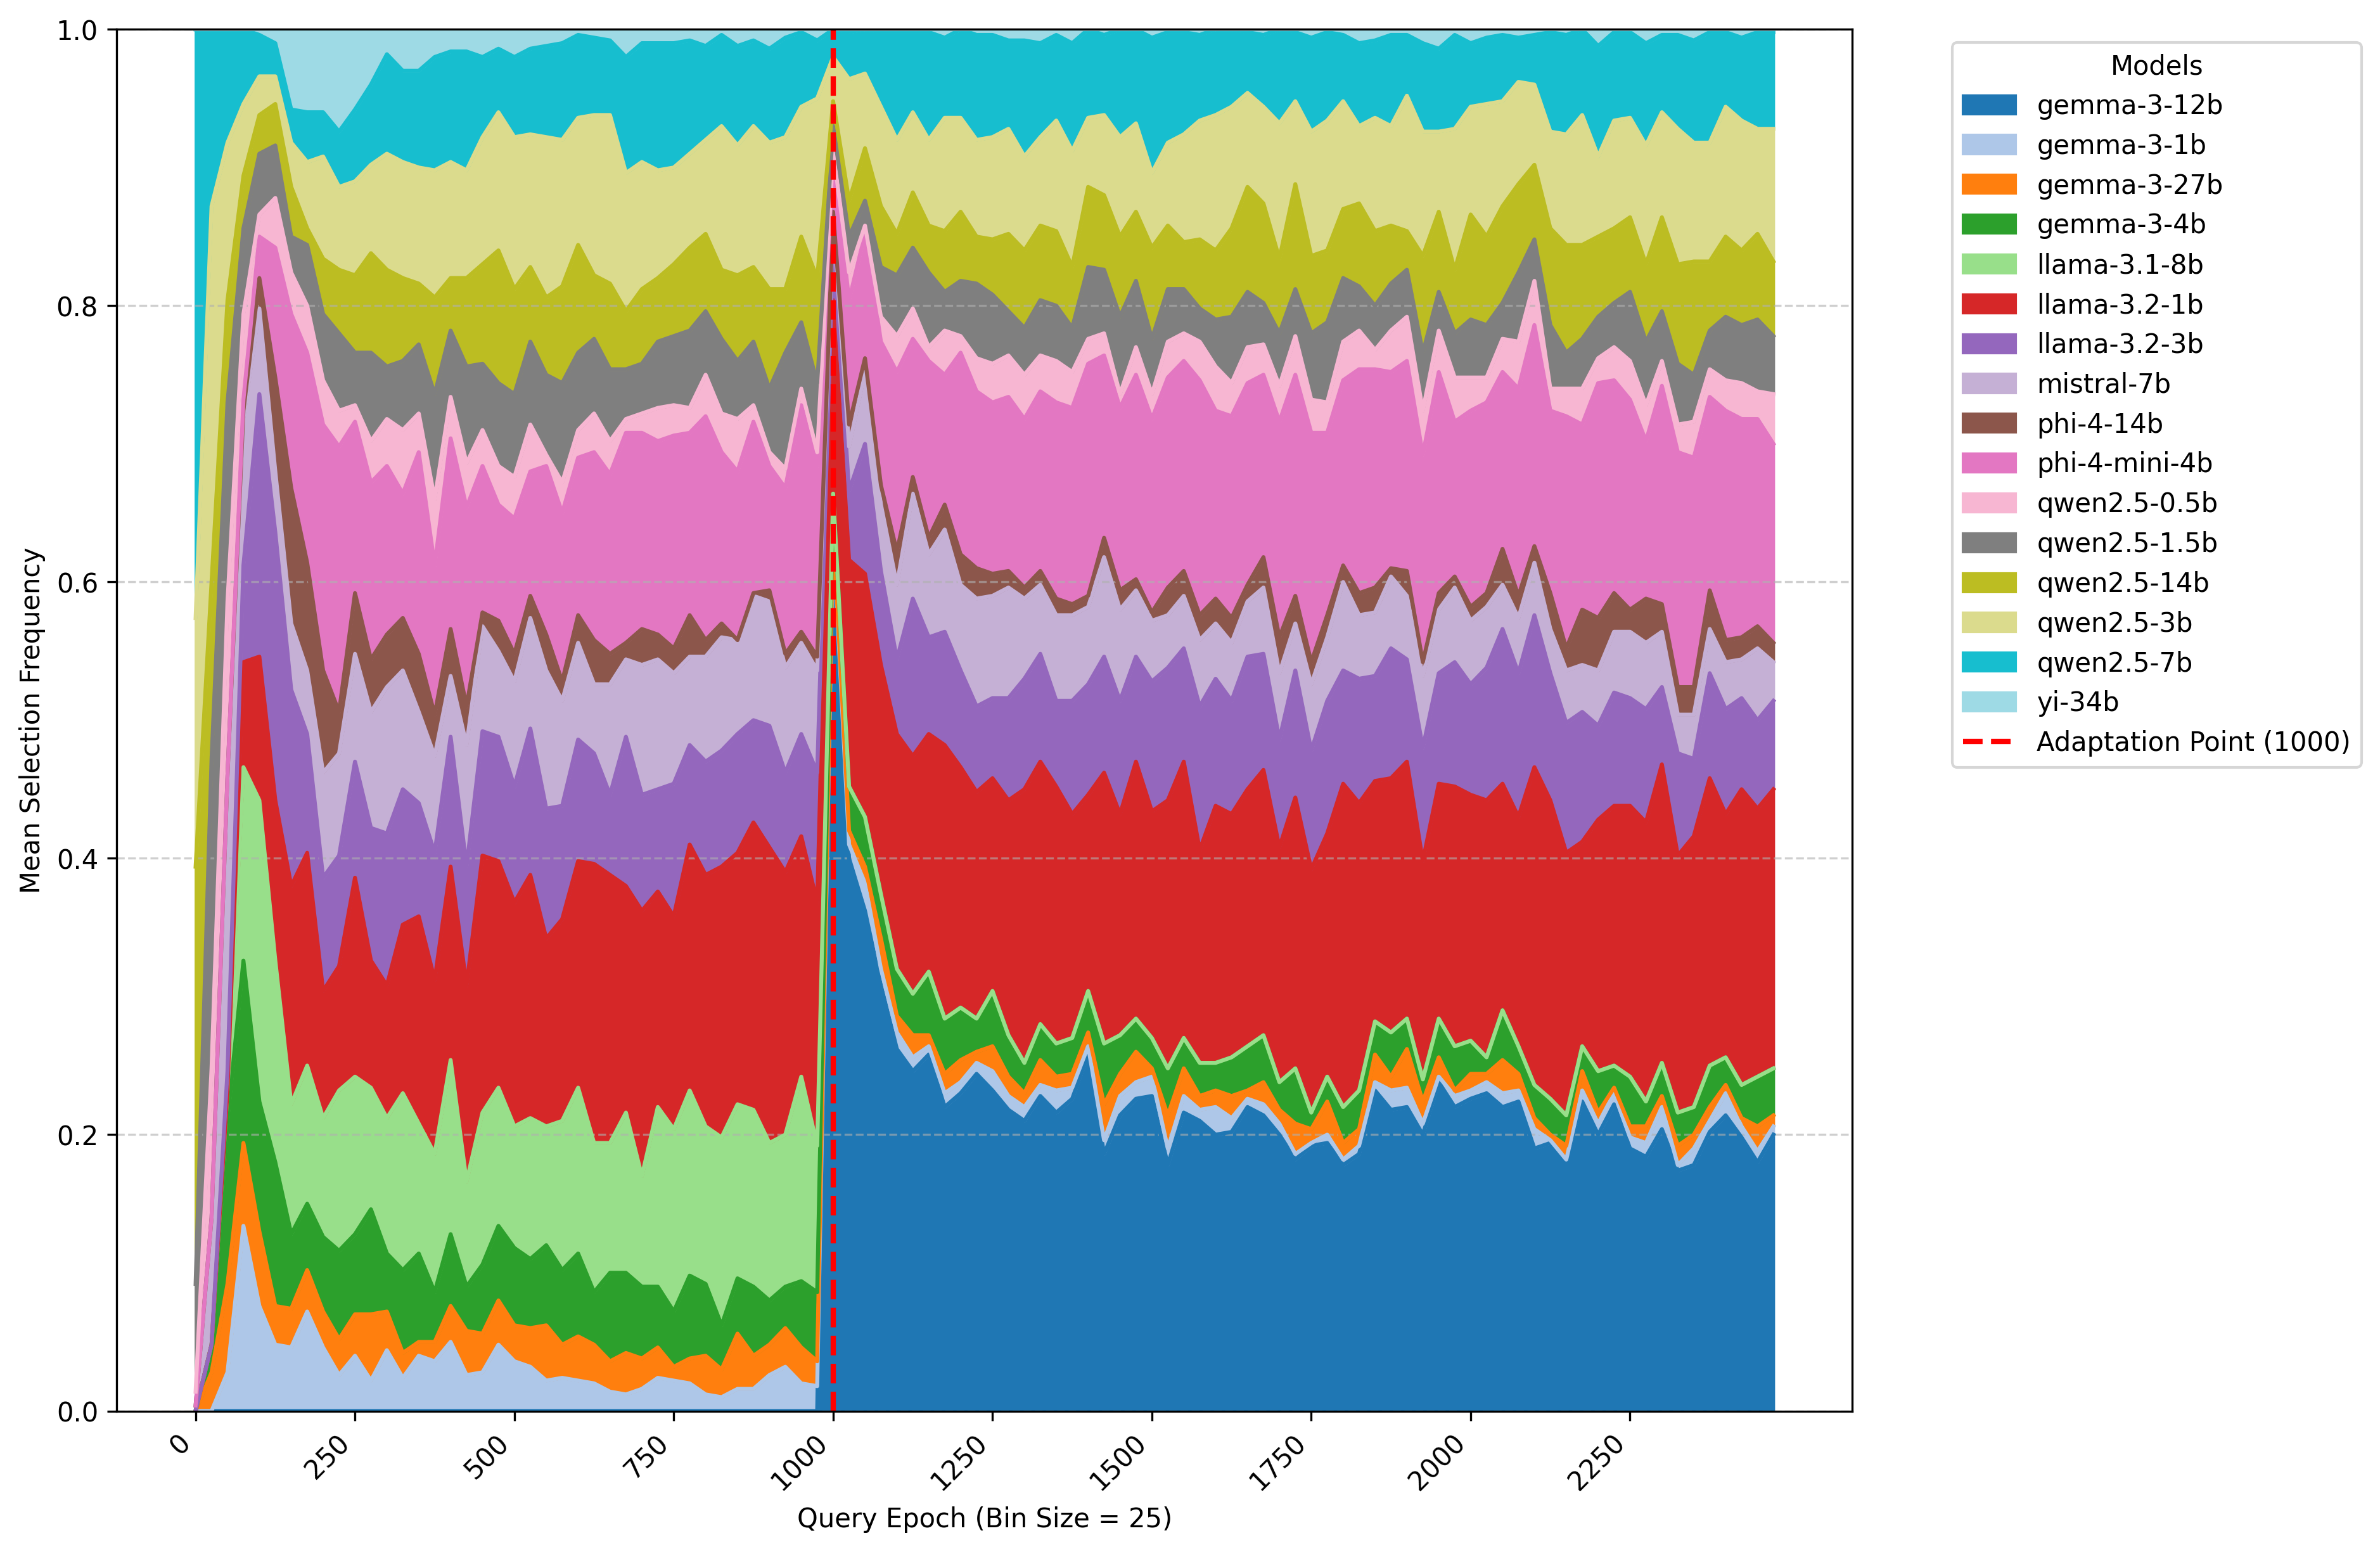 1.0
0.8
0.6
0.4
0.2
0.0
Mean Selection Frequency
0
250
500
750
1000
1250
1500
1750
2000
2250
Query Epoch (Bin Size = 25)
Models
gemma-3-12b
gemma-3-1b
gemma-3-27b
gemma-3-4b
llama-3.1-8b
llama-3.2-1b
llama-3.2-3b
mistral-7b
phi-4-14b
phi-4-mini-4b
qwen2.5-0.5b
qwen2.5-1.5b
qwen2.5-14b
qwen2.5-3b
qwen2.5-7b
yi-34b
Adaptation Point (1000)